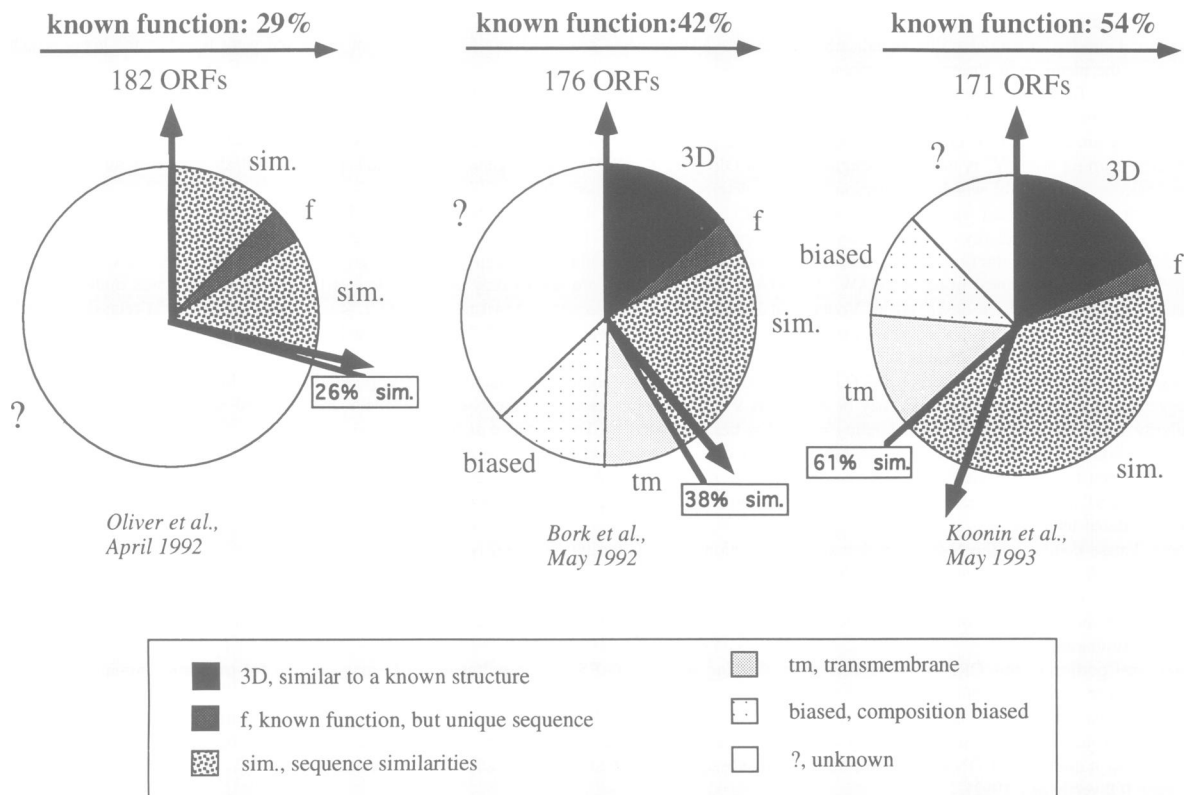 known function: 29%
182 ORFs
sim.
f
sim.
26% sim.
?
Oliver et al.,
April 1992
known function:42%
176 ORFs
3D
f
sim.
?
biased
tm
38% sim.
Bork et al.,
May 1992
known function: 54%
171 ORFs
?
3D
biased
f
tm
61% sim.
sim.
Koonin et al.,
May 1993
3D, similar to a known structure
f, known function, but unique sequence
sim., sequence similarities
tm, transmembrane
biased, composition biased
?, unknown